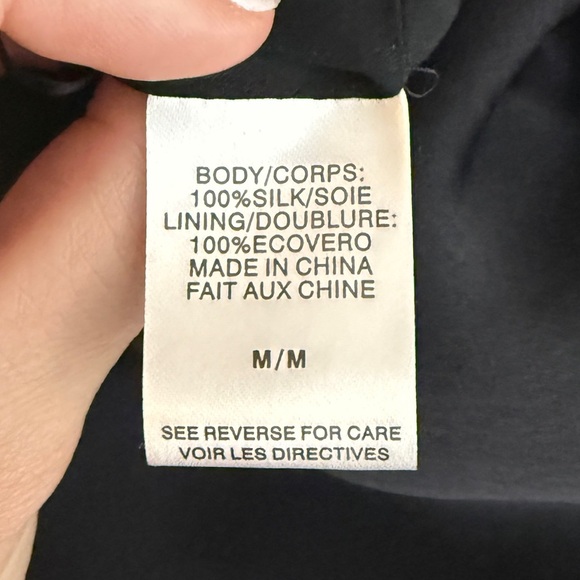 BODY/CORPS:
100%SILK/SOIE
LINING/DOUBLURE:
100%ECOVERO
MADE IN CHINA
FAIT AUX CHINE
M/M
SEE REVERSE FOR CARE
VOIR LES DIRECTIVES